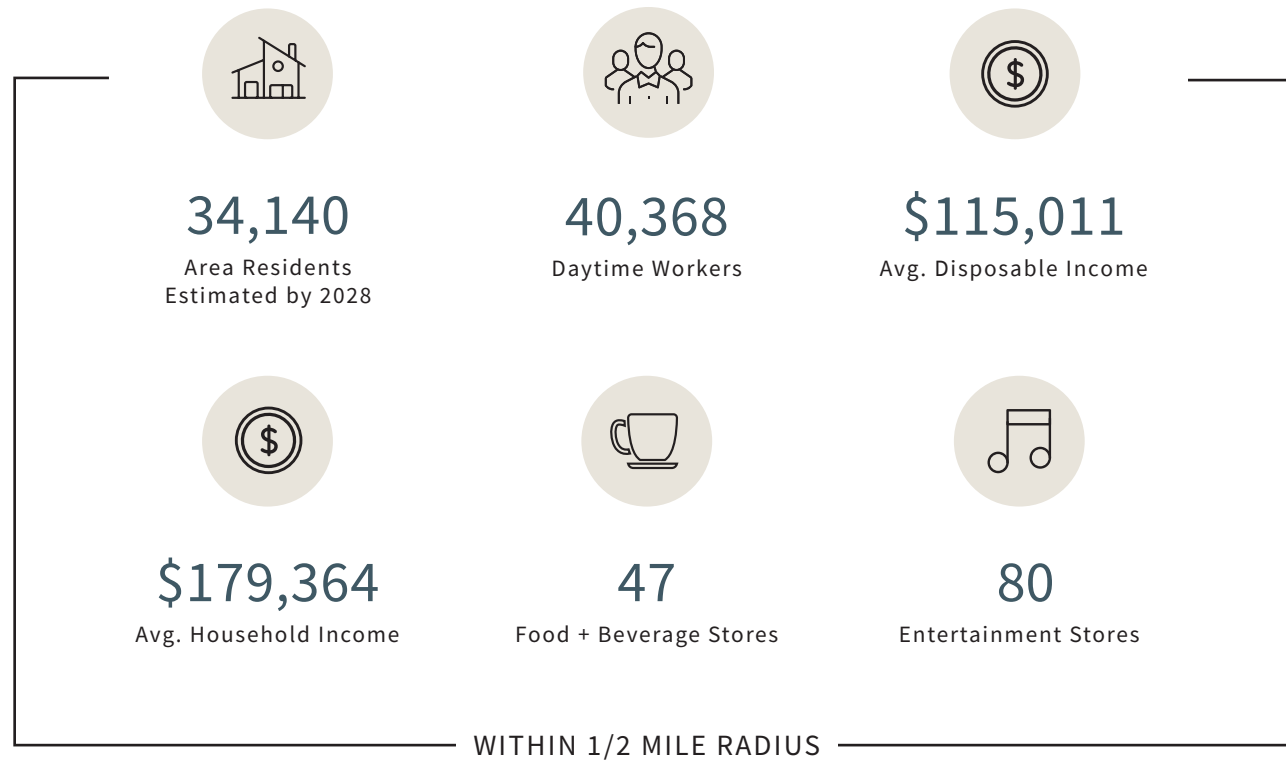 34,140
Area Residents
Estimated by 2028
40,368
Daytime Workers
$115,011
Avg. Disposable Income
$179,364
Avg. Household Income
47
Food + Beverage Stores
80
Entertainment Stores
WITHIN 1/2 MILE RADIUS